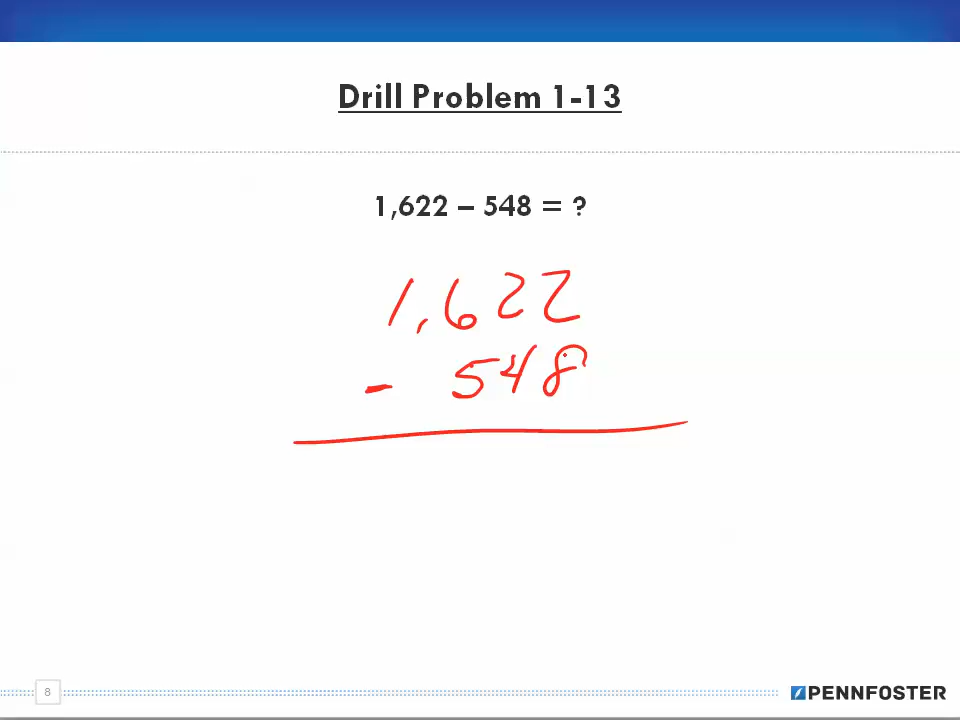 Drill Problem 1-13
1,622 – 548 = ?
1,622
- 548
8
PENNFOSTER